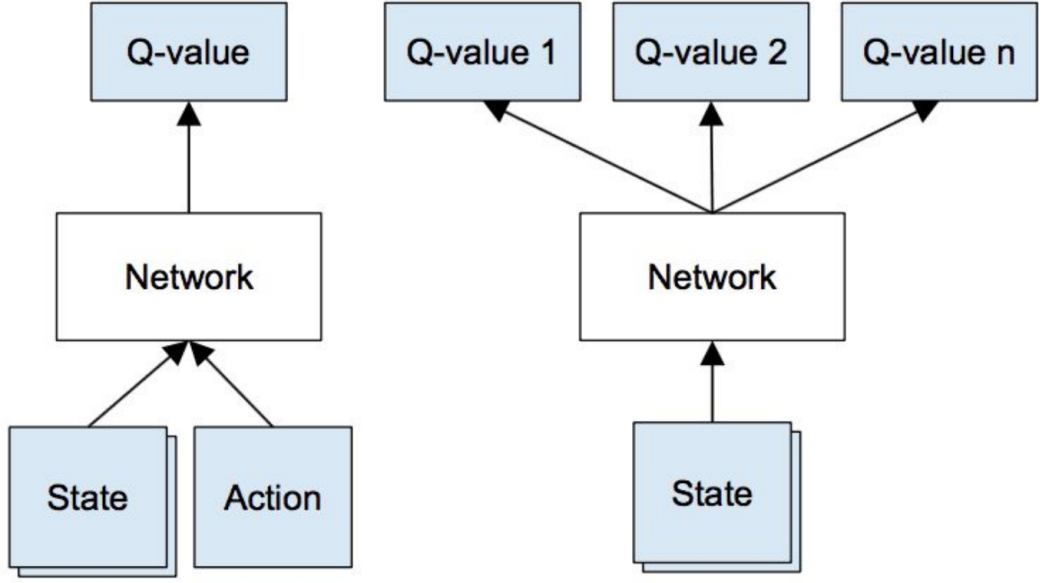 Q-value
Q-value 1
Q-value 2
Q-value n
Network
Network
State
Action
State